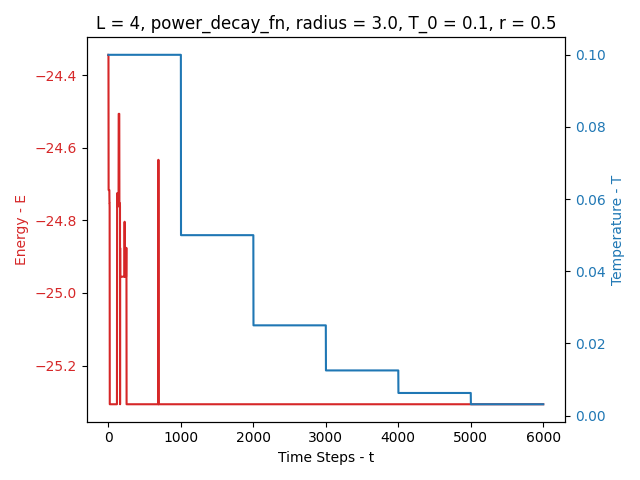 L = 4, power_decay_fn, radius = 3.0, T_0 = 0.1, r = 0.5
Energy - E
−24.4
−24.6
−24.8
−25.0
−25.2
0.10
0.08
0.06
0.04
0.02
0.00
Temperature - T
0 1000 2000 3000 4000 5000 6000
Time Steps - t